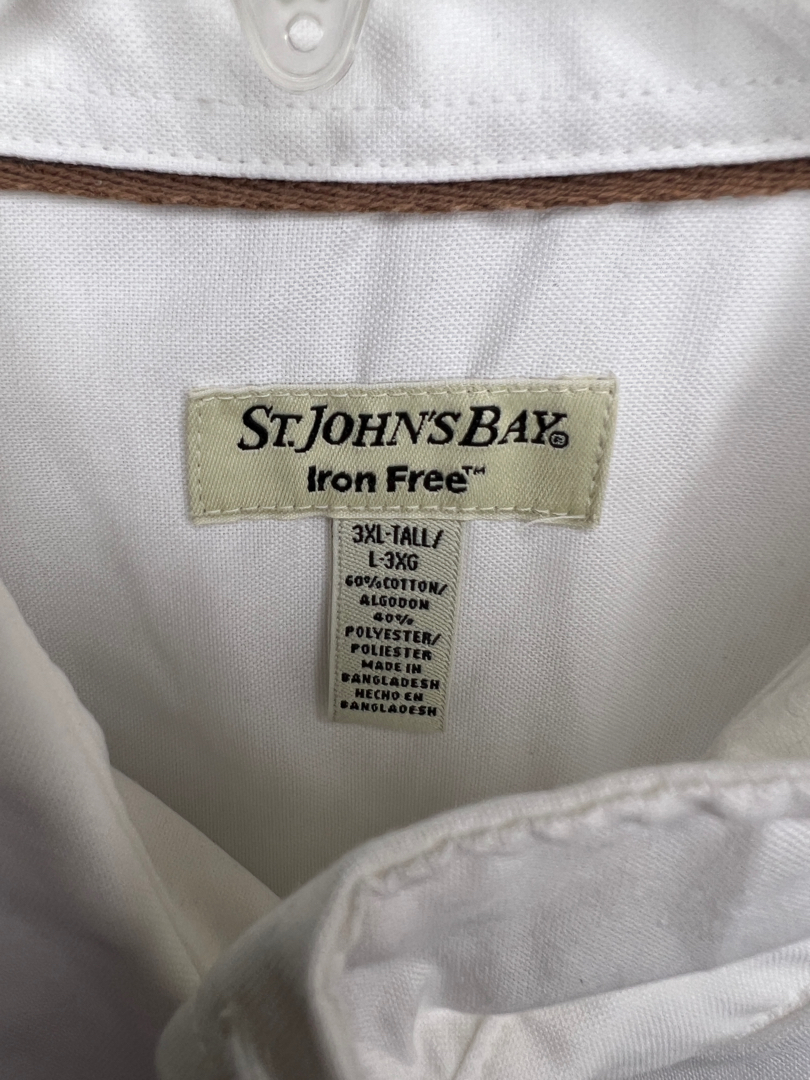 ST. JOHN'S BAY®
Iron Free™
3XL-TALL/
L-3XG
60% COTTON/
ALGODON
40%
POLYESTER/
POLIESTER
MADE IN
BANGLADESH
HECHO EN
BANGLADESH